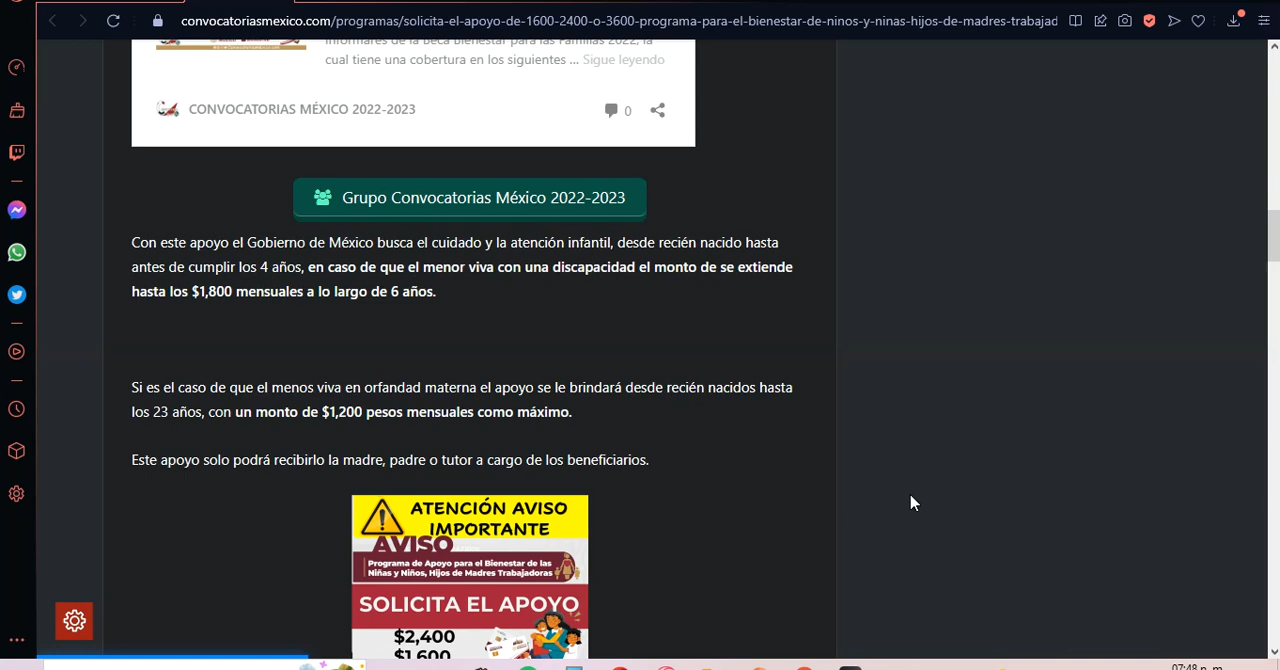 convocatoriasmexico.com/programas/solicita-el-apoyo-de-1600-2400-o-3600-programa-para-el-bienestar-de-ninos-y-ninas-hijos-de-madres-trabajad
informares de la beca Bienestar para las Familias 2022, la
cual tiene una cobertura en los siguientes ... Sigue leyendo
CONVOCATORIAS MÉXICO 2022-2023
0
Grupo Convocatorias México 2022-2023
Con este apoyo el Gobierno de México busca el cuidado y la atención infantil, desde recién nacido hasta
antes de cumplir los 4 años, en caso de que el menor viva con una discapacidad el monto de se extiende
hasta los $1,800 mensuales a lo largo de 6 años.
Si es el caso de que el menos viva en orfandad materna el apoyo se le brindará desde recién nacidos hasta
los 23 años, con un monto de $1,200 pesos mensuales como máximo.
Este apoyo solo podrá recibirlo la madre, padre o tutor a cargo de los beneficiarios.
ATENCIÓN AVISO
IMPORTANTE
AVISO
Programa de Apoyo para el Bienestar de las
Niñas y Niños, Hijos de Madres Trabajadoras
SOLICITA EL APOYO
$2,400
$1,600
07:48 p. m.